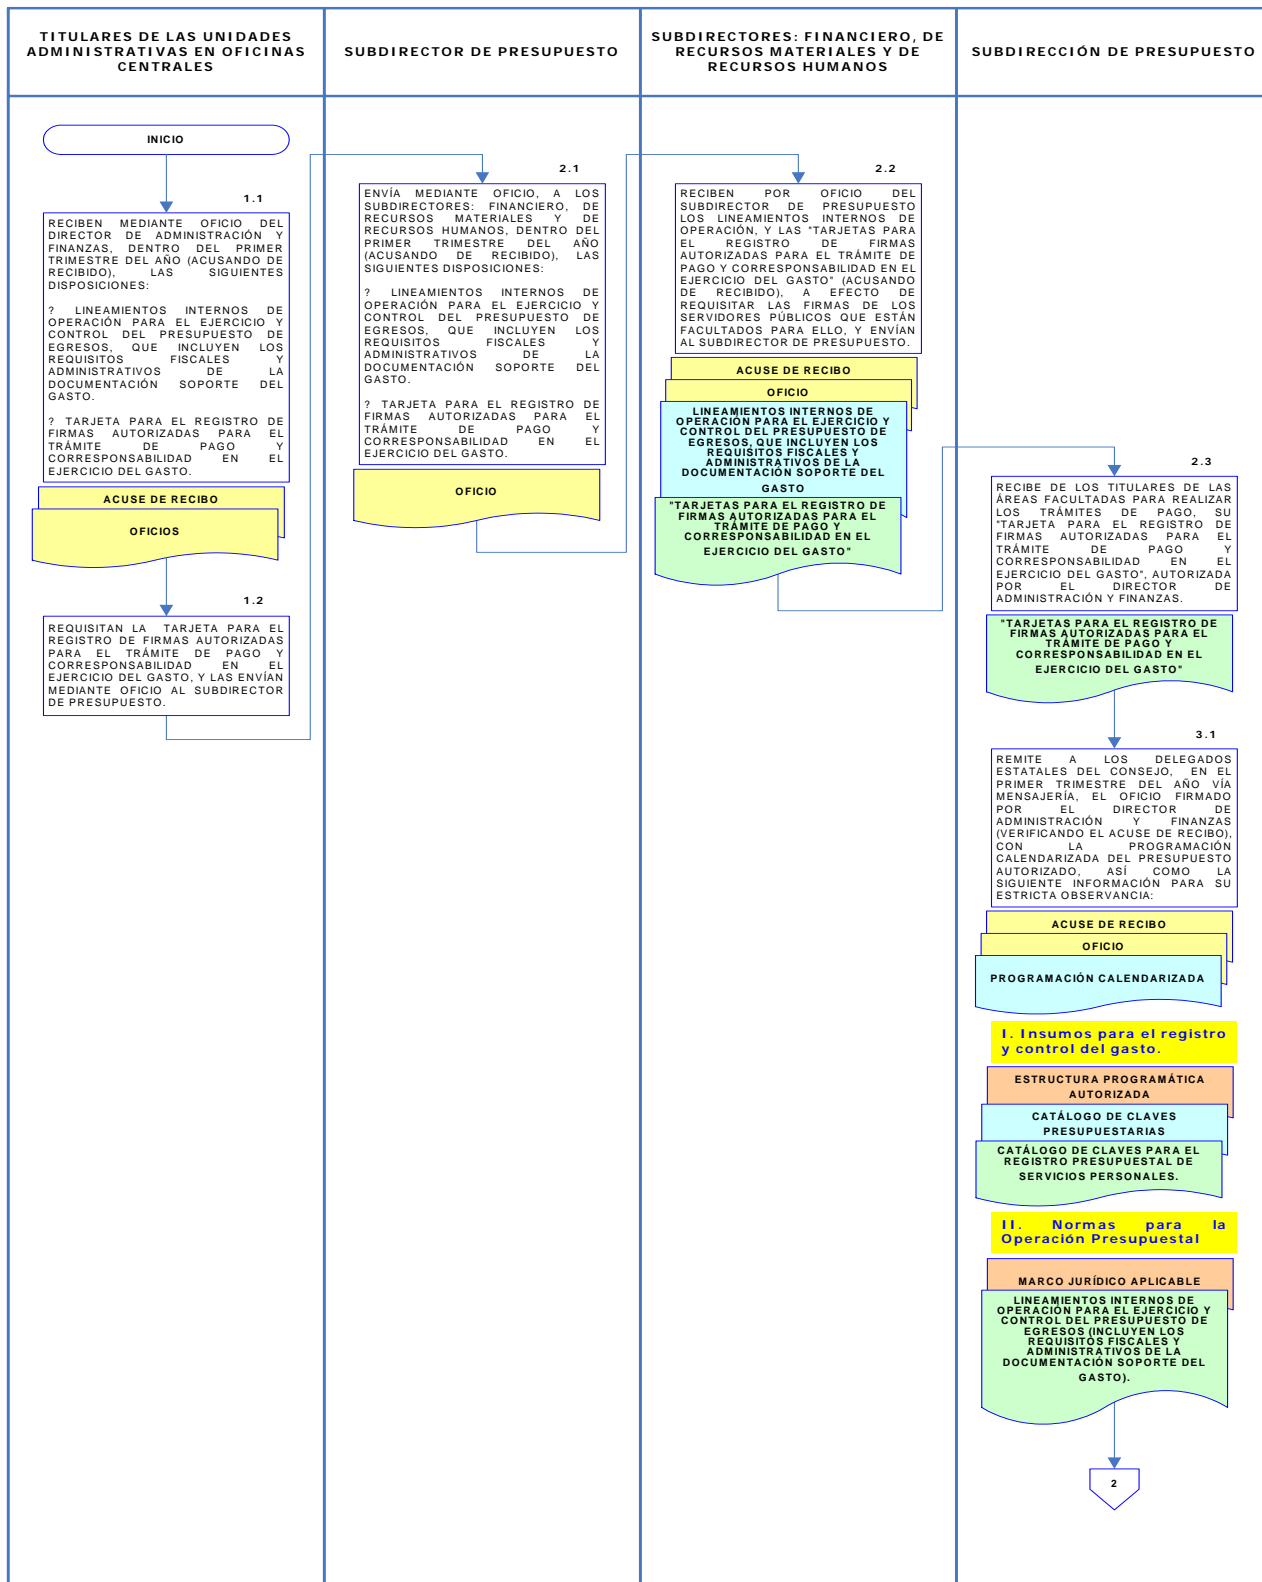 TITULARES DE LAS UNIDADES
ADMINISTRATIVAS EN OFICINAS
CENTRALES
SUBDIRECTOR DE PRESUPUESTO
SUBDIRECTORES: FINANCIERO, DE
RECURSOS MATERIALES Y DE
RECURSOS HUMANOS
SUBDIRECCIÓN DE PRESUPUESTO
INICIO
1.1
RECIBEN MEDIANTE OFICIO DEL
DIRECTOR DE ADMINISTRACIÓN Y
FINANZAS, DENTRO DEL PRIMER
TRIMESTRE DEL AÑO (ACUSANDO DE
RECIBIDO), LAS SIGUIENTES
DISPOSICIONES:
? LINEAMIENTOS INTERNOS DE
OPERACIÓN PARA EL EJERCICIO Y
CONTROL DEL PRESUPUESTO DE
EGRESOS, QUE INCLUYEN LOS
REQUISITOS FISCALES Y
ADMINISTRATIVOS DE LA
DOCUMENTACIÓN SOPORTE DEL
GASTO.
? TARJETA PARA EL REGISTRO DE
FIRMAS AUTORIZADAS PARA EL
TRÁMITE DE PAGO Y
CORRESPONSABILIDAD EN EL
EJERCICIO DEL GASTO.
ACUSE DE RECIBO
OFICIOS
1.2
REQUISITAN LA TARJETA PARA EL
REGISTRO DE FIRMAS AUTORIZADAS
PARA EL TRÁMITE DE PAGO Y
CORRESPONSABILIDAD EN EL
EJERCICIO DEL GASTO, Y LAS ENVÍAN
MEDIANTE OFICIO AL SUBDIRECTOR
DE PRESUPUESTO.
2.1
ENVÍA MEDIANTE OFICIO, A LOS
SUBDIRECTORES: FINANCIERO, DE
RECURSOS MATERIALES Y DE
RECURSOS HUMANOS, DENTRO DEL
PRIMER TRIMESTRE DEL AÑO
(ACUSANDO DE RECIBIDO), LAS
SIGUIENTES DISPOSICIONES:
? LINEAMIENTOS INTERNOS DE
OPERACIÓN PARA EL EJERCICIO Y
CONTROL DEL PRESUPUESTO DE
EGRESOS, QUE INCLUYEN LOS
REQUISITOS FISCALES Y
ADMINISTRATIVOS DE LA
DOCUMENTACIÓN SOPORTE DEL
GASTO.
? TARJETA PARA EL REGISTRO DE
FIRMAS AUTORIZADAS PARA EL
TRÁMITE DE PAGO Y
CORRESPONSABILIDAD EN EL
EJERCICIO DEL GASTO.
OFICIO
2.2
RECIBEN POR OFICIO DEL
SUBDIRECTOR DE PRESUPUESTO
LOS LINEAMIENTOS INTERNOS DE
OPERACIÓN, Y LAS "TARJETAS PARA
EL REGISTRO DE FIRMAS
AUTORIZADAS PARA EL TRÁMITE DE
PAGO Y CORRESPONSABILIDAD EN EL
EJERCICIO DEL GASTO" (ACUSANDO
DE RECIBIDO), A EFECTO DE
REQUISITAR LAS FIRMAS DE LOS
SERVIDORES PÚBLICOS QUE ESTÁN
FACULTADOS PARA ELLO, Y ENVÍAN
AL SUBDIRECTOR DE PRESUPUESTO.
ACUSE DE RECIBO
OFICIO
LINEAMIENTOS INTERNOS DE
OPERACIÓN PARA EL EJERCICIO Y
CONTROL DEL PRESUPUESTO DE
EGRESOS, QUE INCLUYEN LOS
REQUISITOS FISCALES Y
ADMINISTRATIVOS DE LA
DOCUMENTACIÓN SOPORTE DEL
GASTO
"TARJETAS PARA EL REGISTRO DE
FIRMAS AUTORIZADAS PARA EL
TRÁMITE DE PAGO Y
CORRESPONSABILIDAD EN EL
EJERCICIO DEL GASTO"
2.3
RECIBE DE LOS TITULARES DE LAS
ÁREAS FACULTADAS PARA REALIZAR
LOS TRÁMITES DE PAGO, SU
"TARJETA PARA EL REGISTRO DE
FIRMAS AUTORIZADAS PARA EL
TRÁMITE DE PAGO Y
CORRESPONSABILIDAD EN EL
EJERCICIO DEL GASTO", AUTORIZADA
POR EL DIRECTOR DE
ADMINISTRACIÓN Y FINANZAS.
"TARJETAS PARA EL REGISTRO DE
FIRMAS AUTORIZADAS PARA EL
TRÁMITE DE PAGO Y
CORRESPONSABILIDAD EN EL
EJERCICIO DEL GASTO"
3.1
REMITE A LOS DELEGADOS
ESTATALES DEL CONSEJO, EN EL
PRIMER TRIMESTRE DEL AÑO VÍA
MENSAJERÍA, EL OFICIO FIRMADO
POR EL DIRECTOR DE
ADMINISTRACIÓN Y FINANZAS
(VERIFICANDO EL ACUSE DE RECIBO),
CON LA PROGRAMACIÓN
CALENDARIZADA DEL PRESUPUESTO
AUTORIZADO, ASÍ COMO LA
SIGUIENTE INFORMACIÓN PARA SU
ESTRICTA OBSERVANCIA:
ACUSE DE RECIBO
OFICIO
PROGRAMACIÓN CALENDARIZADA
I. Insumos para el registro
y control del gasto.
ESTRUCTURA PROGRAMÁTICA
AUTORIZADA
CATÁLOGO DE CLAVES
PRESUPUESTARIAS
CATÁLOGO DE CLAVES PARA EL
REGISTRO PRESUPUESTAL DE
SERVICIOS PERSONALES.
II. Normas para la
Operación Presupuestal
MARCO JURÍDICO APLICABLE
LINEAMIENTOS INTERNOS DE
OPERACIÓN PARA EL EJERCICIO Y
CONTROL DEL PRESUPUESTO DE
EGRESOS (INCLUYEN LOS
REQUISITOS FISCALES Y
ADMINISTRATIVOS DE LA
DOCUMENTACIÓN SOPORTE DEL
GASTO).
2